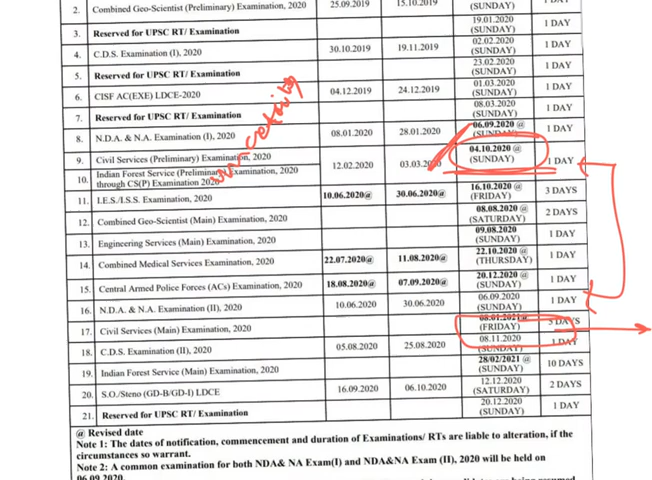 2. Combined Geo-Scientist (Preliminary) Examination, 2020 25.09.2019 15.10.2019 (SUNDAY) 1 DAY
3. Reserved for UPSC RT/ Examination 19.01.2020 (SUNDAY) 1 DAY
4. C.D.S. Examination (I), 2020 30.10.2019 19.11.2019 02.02.2020 (SUNDAY) 1 DAY
5. Reserved for UPSC RT/ Examination 23.02.2020 (SUNDAY) 1 DAY
6. CISF AC(EXE) LDCE-2020 04.12.2019 24.12.2019 01.03.2020 (SUNDAY) 1 DAY
7. Reserved for UPSC RT/ Examination 08.03.2020 (SUNDAY) 1 DAY
8. N.D.A. & N.A. Examination (I), 2020 08.01.2020 28.01.2020 06.09.2020 @ (SUNDAY) 1 DAY
uncertainty
9. Civil Services (Preliminary) Examination, 2020 12.02.2020 03.03.2020 04.10.2020 @ (SUNDAY) 1 DAY
10. Indian Forest Service (Preliminary) Examination, 2020
through CS(P) Examination 2020
11. I.E.S./I.S.S. Examination, 2020 10.06.2020@ 30.06.2020@ 16.10.2020 @ (FRIDAY) 3 DAYS
12. Combined Geo-Scientist (Main) Examination, 2020 08.08.2020 @ (SATURDAY) 2 DAYS
13. Engineering Services (Main) Examination, 2020 09.08.2020 (SUNDAY) 1 DAY
14. Combined Medical Services Examination, 2020 22.07.2020@ 11.08.2020@ 22.10.2020 @ (THURSDAY) 1 DAY
15. Central Armed Police Forces (ACs) Examination, 2020 18.08.2020@ 07.09.2020@ 20.12.2020 @ (SUNDAY) 1 DAY
16. N.D.A. & N.A. Examination (II), 2020 10.06.2020 30.06.2020 06.09.2020 (SUNDAY) 1 DAY
17. Civil Services (Main) Examination, 2020 08.01.2021@ (FRIDAY) 5 DAYS
18. C.D.S. Examination (II), 2020 05.08.2020 25.08.2020 08.11.2020 (SUNDAY) 1 DAY
19. Indian Forest Service (Main) Examination, 2020 28/02/2021 @ (SUNDAY) 10 DAYS
20. S.O./Steno (GD-B/GD-I) LDCE 16.09.2020 06.10.2020 12.12.2020 (SATURDAY) 2 DAYS
21. Reserved for UPSC RT/ Examination 20.12.2020 (SUNDAY) 1 DAY
@ Revised date
Note 1: The dates of notification, commencement and duration of Examinations/ RTs are liable to alteration, if the
circumstances so warrant.
Note 2: A common examination for both NDA& NA Exam(I) and NDA&NA Exam (II), 2020 will be held on
06.09.2020.